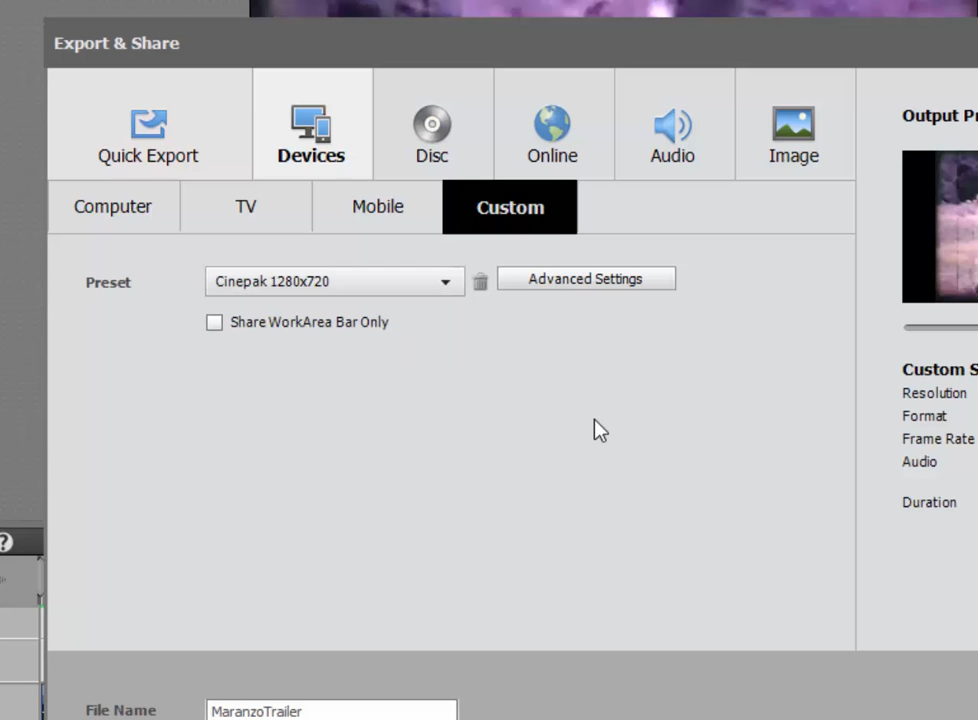 Export & Share
Quick Export
Devices
Disc
Online
Audio
Image
Computer
TV
Mobile
Custom
Preset
Cinepak 1280x720
Advanced Settings
Share WorkArea Bar Only
File Name
MaranzoTrailer
Output Pr
Custom S
Resolution
Format
Frame Rate
Audio
Duration
?